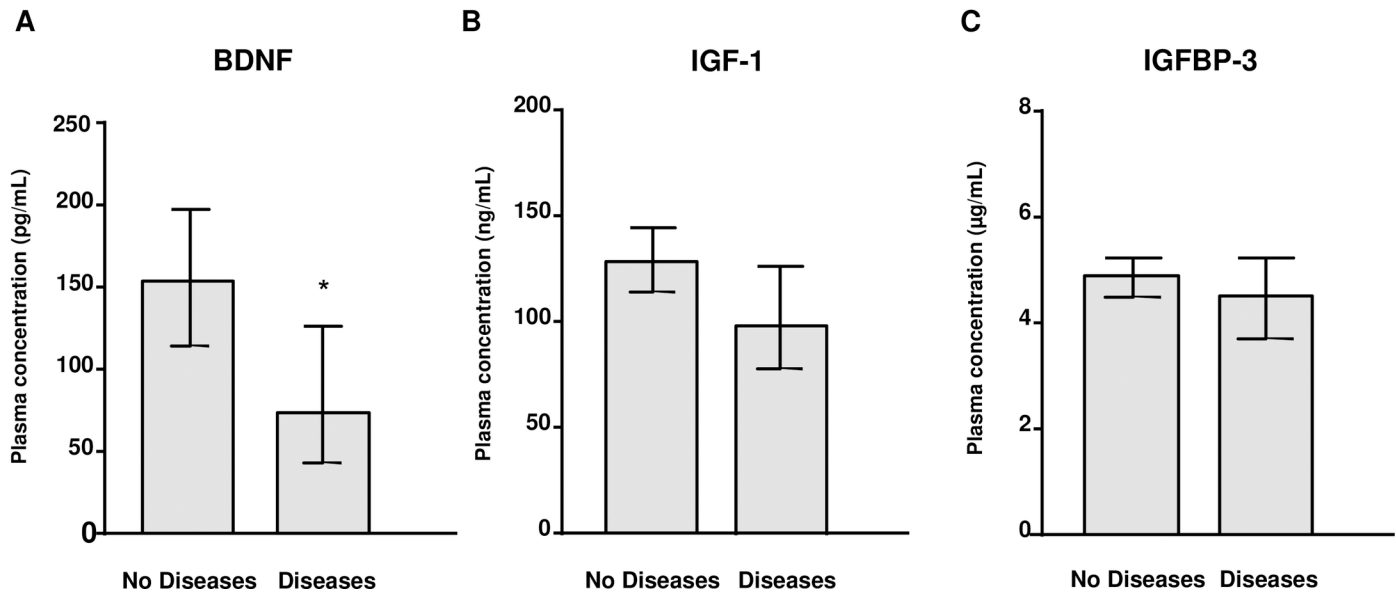 A
BDNF
Plasma concentration (pg/mL)
250
200
150
100
50
0
*
No Diseases
Diseases
B
IGF-1
Plasma concentration (ng/mL)
200
150
100
50
0
No Diseases
Diseases
C
IGFBP-3
Plasma concentration (µg/mL)
8
6
4
2
0
No Diseases
Diseases